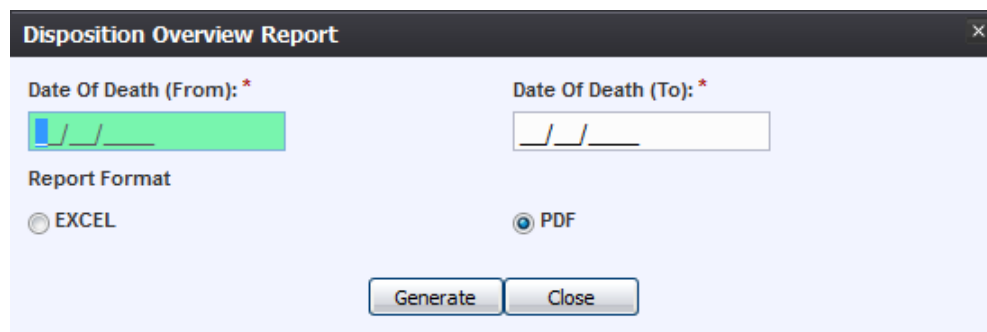 Disposition Overview Report
Date Of Death (From): * Date Of Death (To): *
__/__/____ __/__/____
Report Format
EXCEL PDF
Generate Close